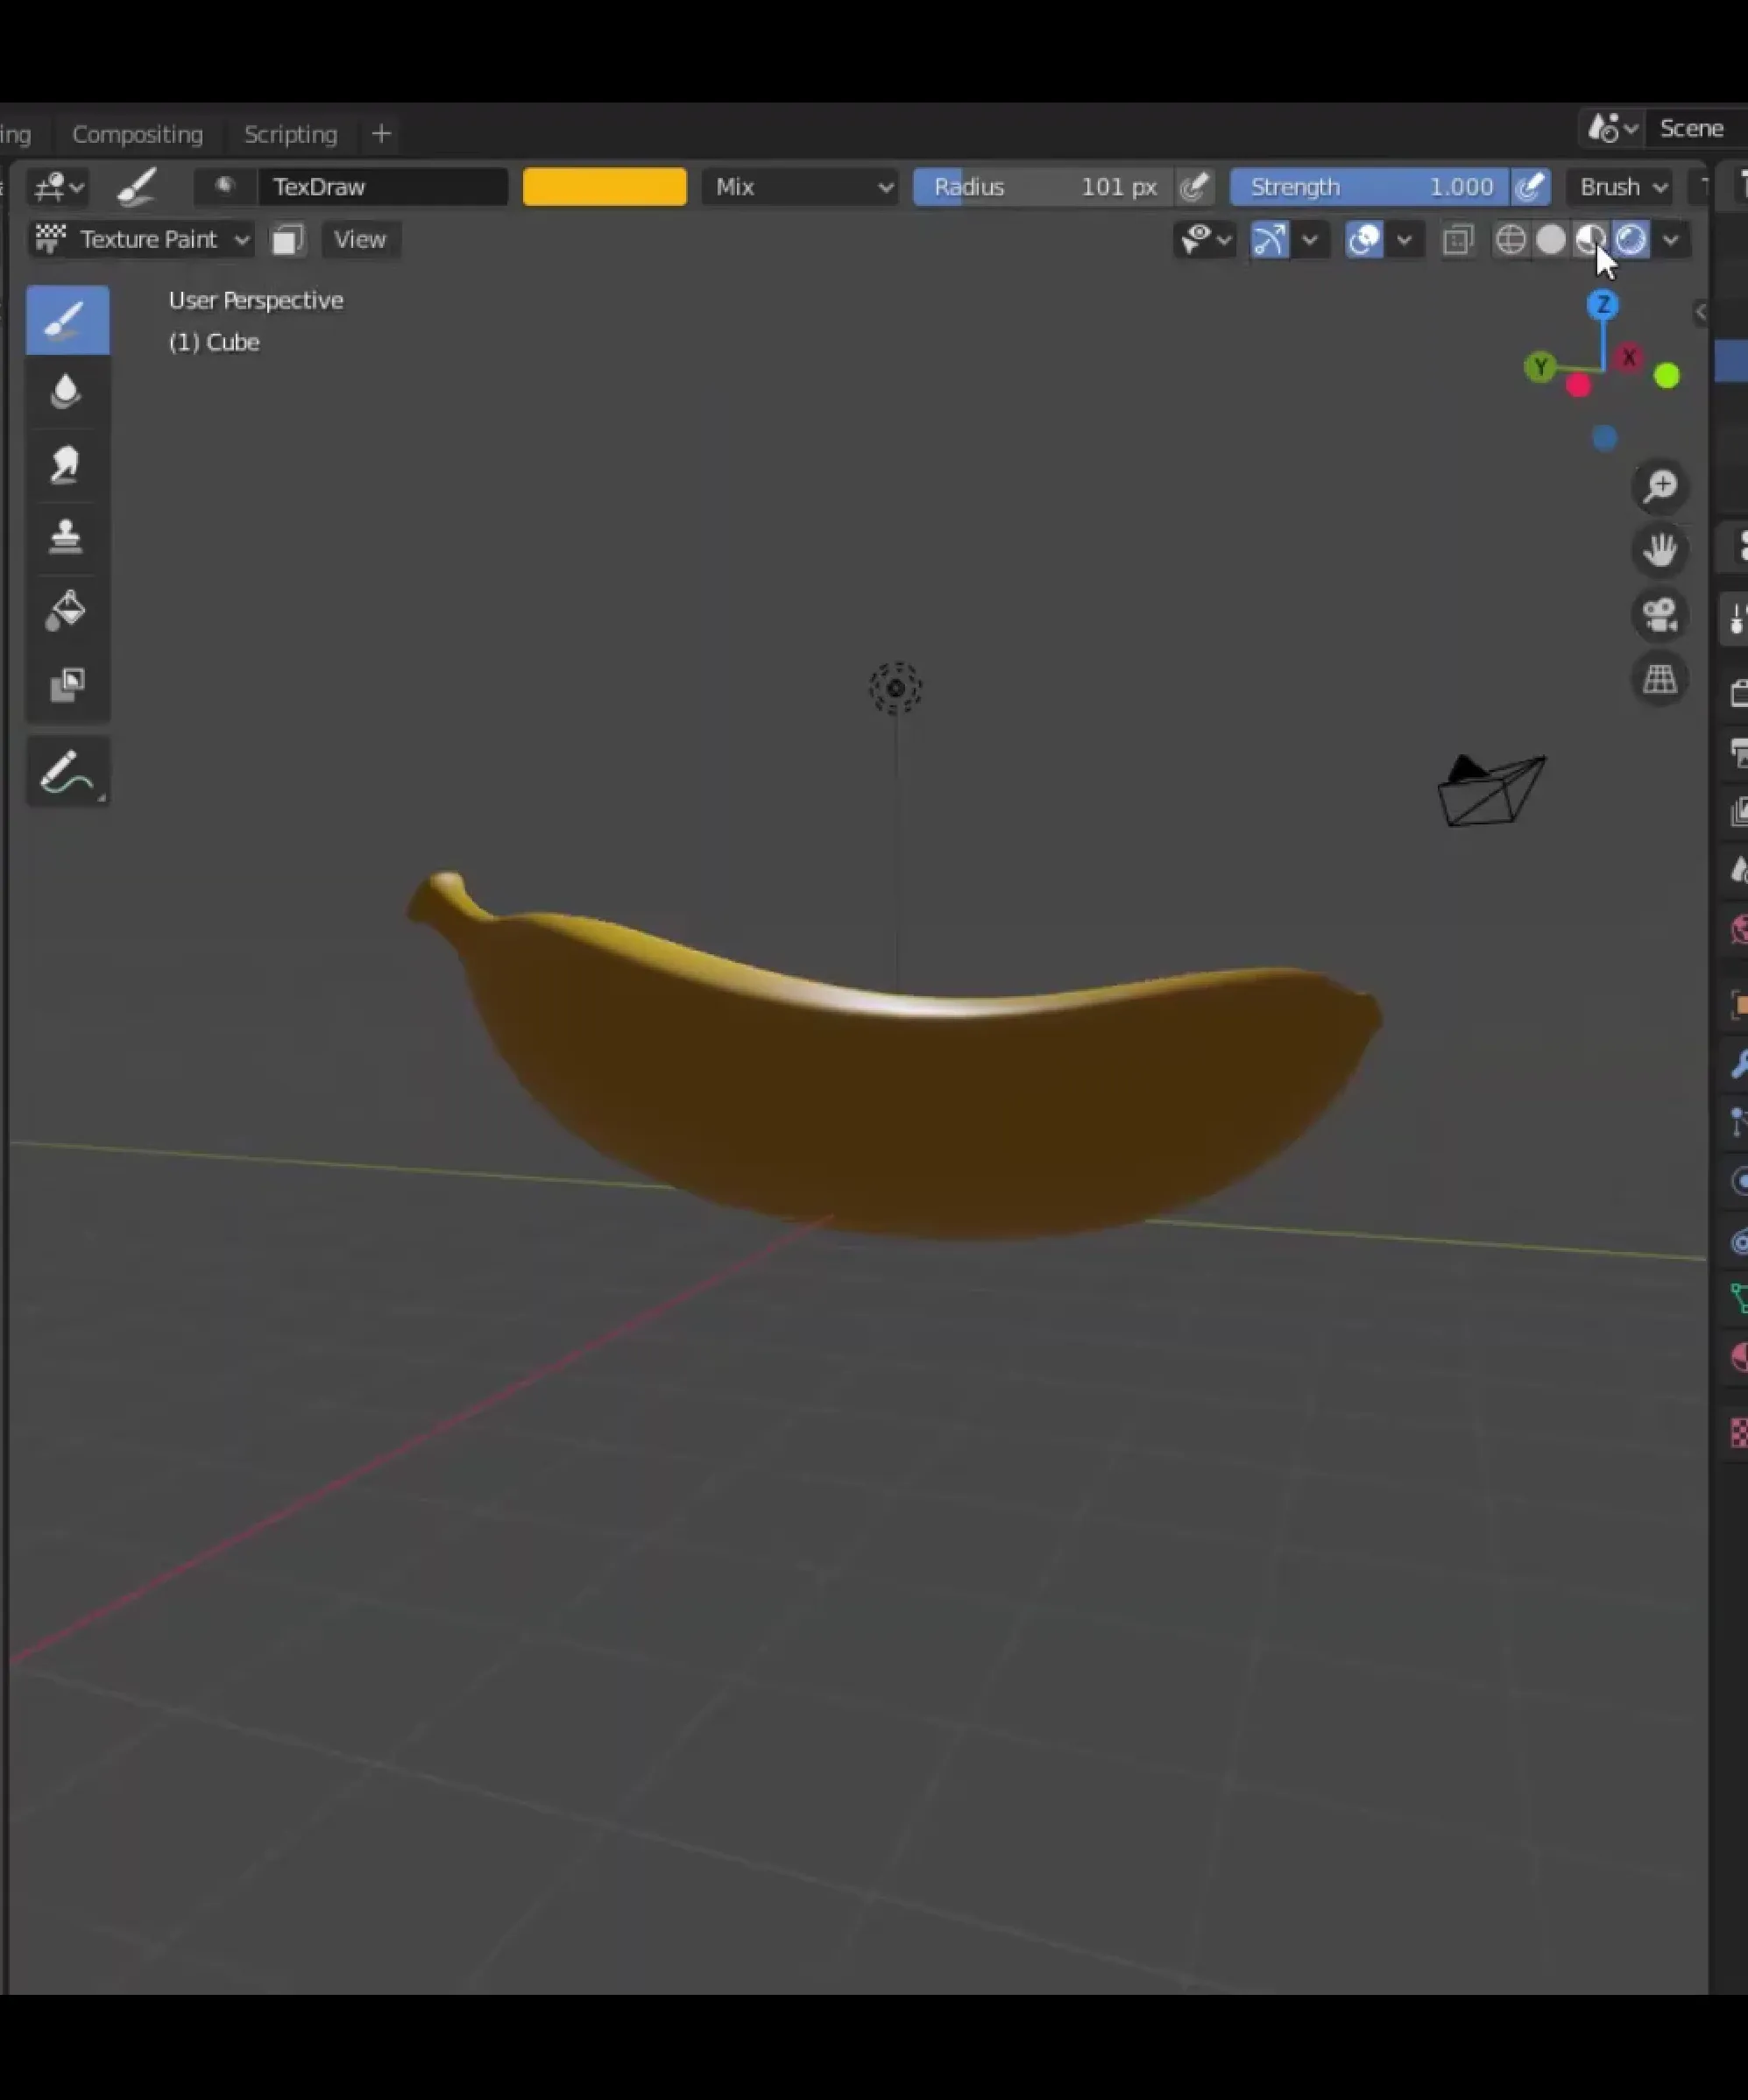 ing Compositing Scripting + Scene
TexDraw Mix Radius 101 px Strength 1.000 Brush
Texture Paint View
User Perspective
(1) Cube
Z
Y X